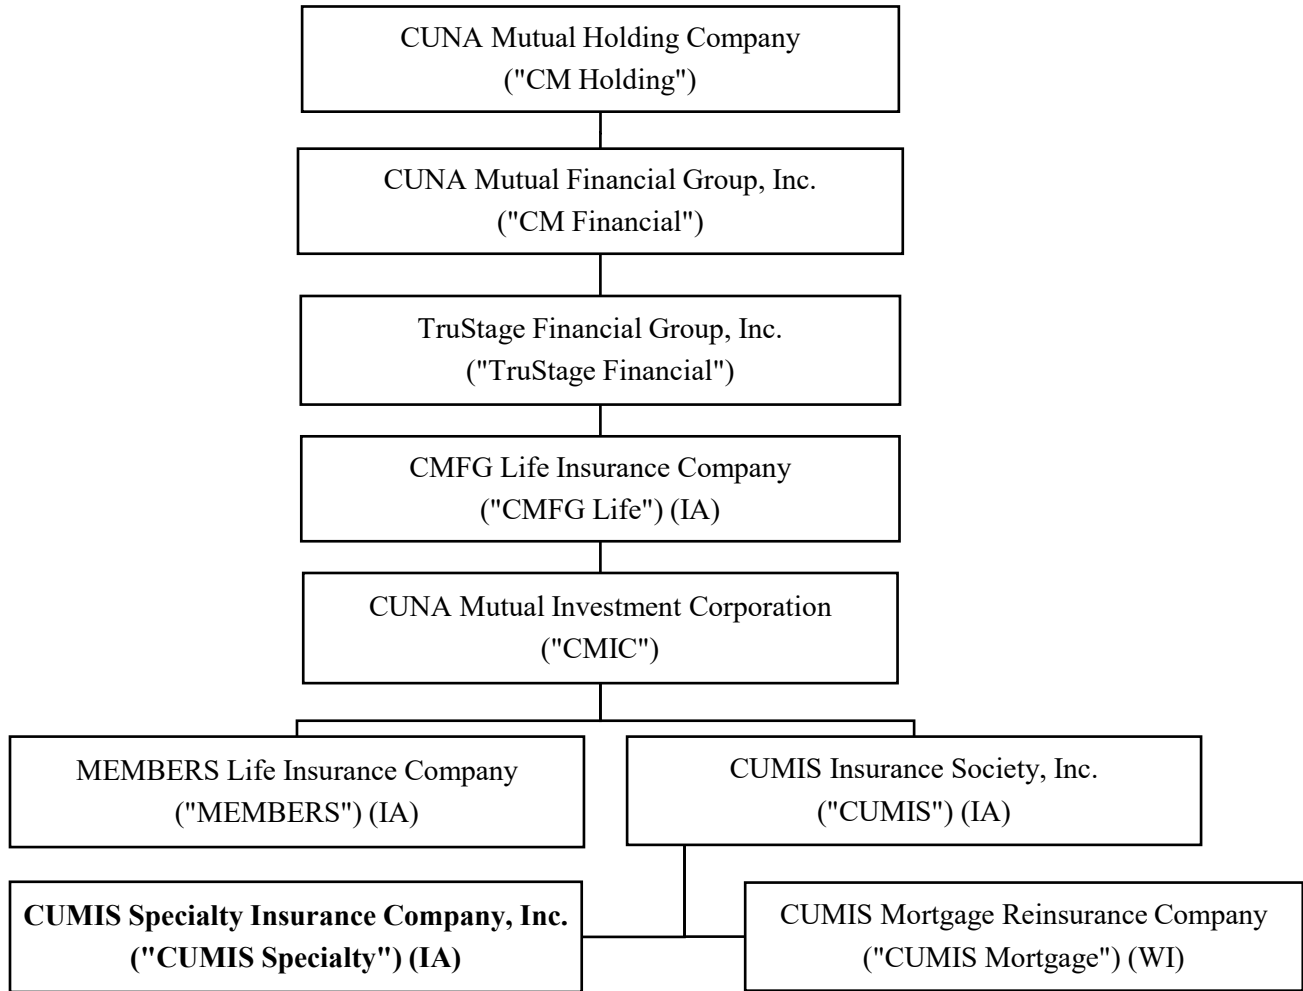 CUNA Mutual Holding Company
("CM Holding")
CUNA Mutual Financial Group, Inc.
("CM Financial")
TruStage Financial Group, Inc.
("TruStage Financial")
CMFG Life Insurance Company
("CMFG Life") (IA)
CUNA Mutual Investment Corporation
("CMIC")
MEMBERS Life Insurance Company
("MEMBERS") (IA)
CUMIS Insurance Society, Inc.
("CUMIS") (IA)
CUMIS Specialty Insurance Company, Inc.
("CUMIS Specialty") (IA)
CUMIS Mortgage Reinsurance Company
("CUMIS Mortgage") (WI)